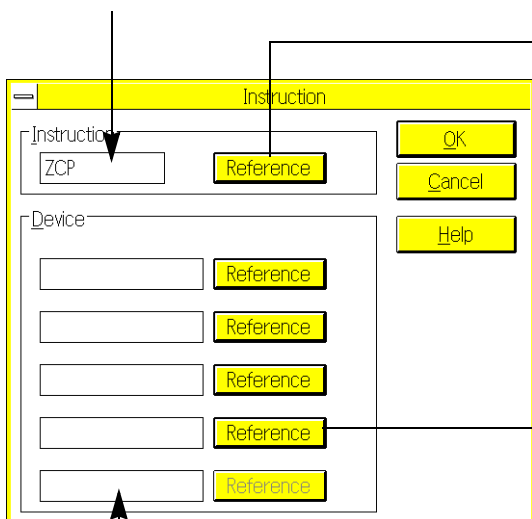 Instruction
Instruction
ZCP
Reference
OK
Cancel
Help
Device
Reference
Reference
Reference
Reference
Reference